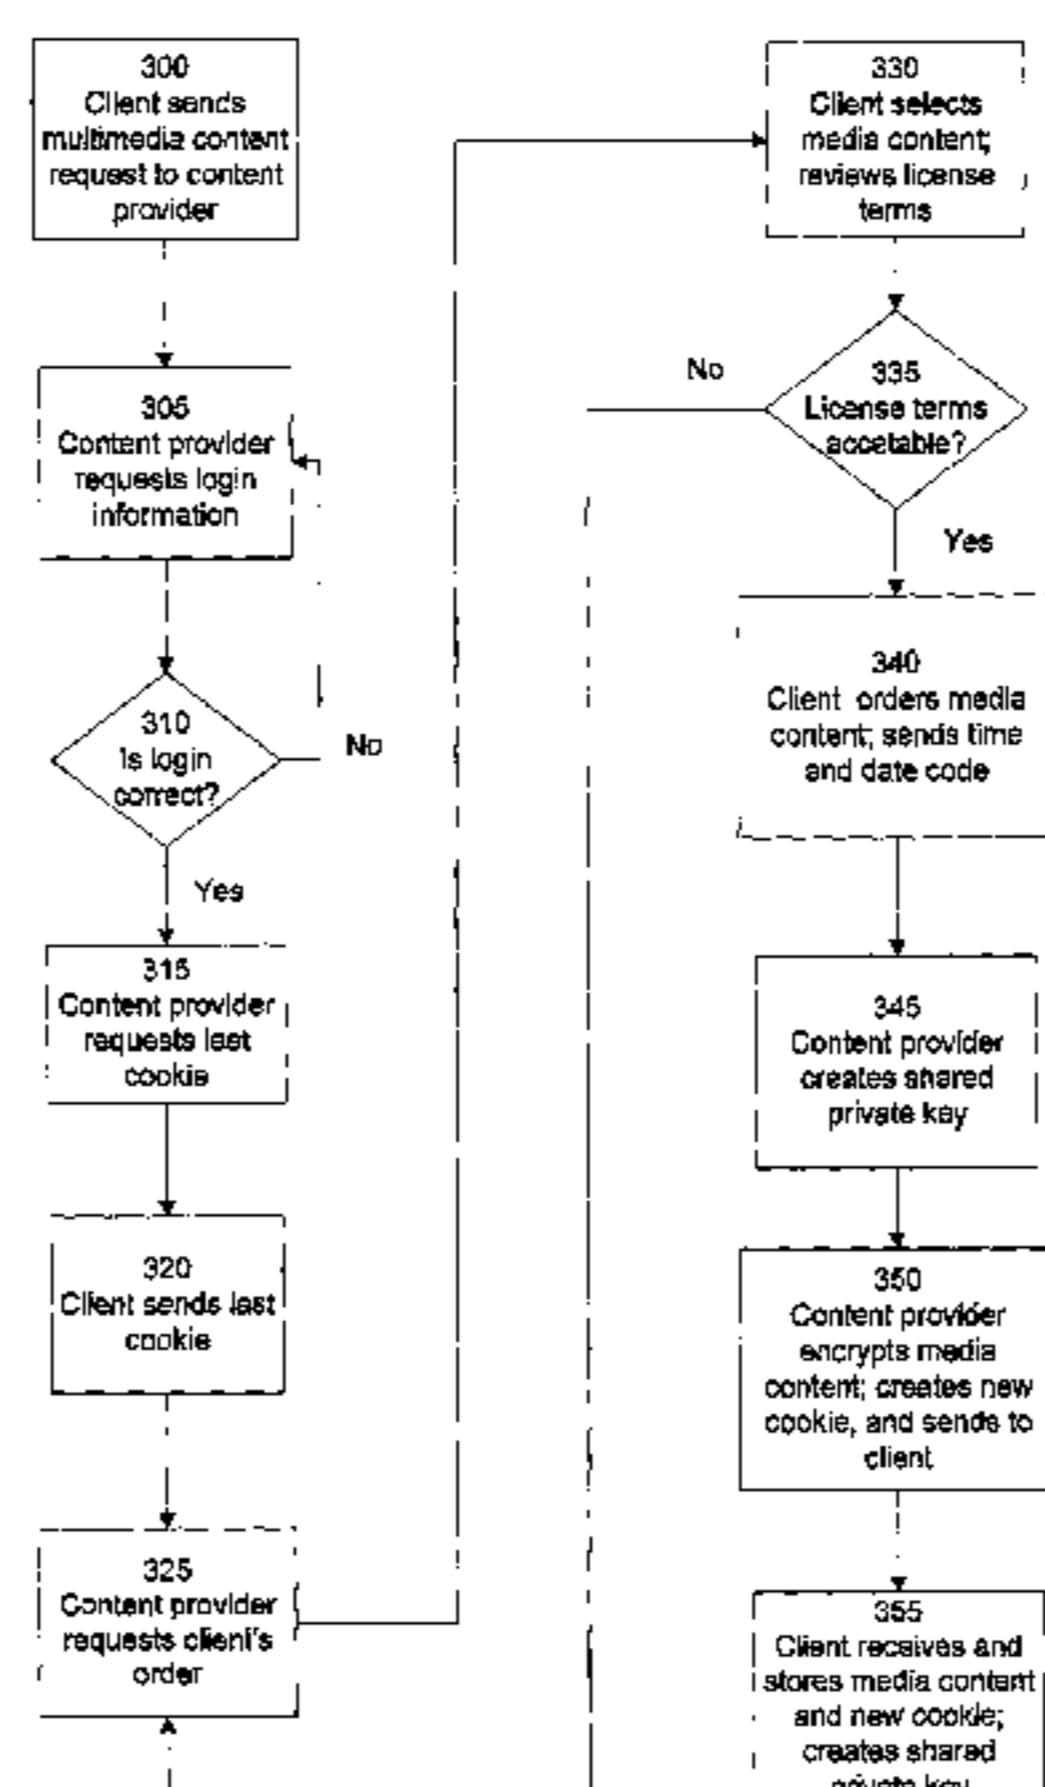 300
Client sends
multimedia content
request to content
provider
305
Content provider
requests login
information
310
Is login
correct?
No
Yes
315
Content provider
requests last
cookie
320
Client sends last
cookie
325
Content provider
requests client's
order
330
Client selects
media content;
reviews license
terms
335
License terms
accetable?
No
Yes
340
Client orders media
content; sends time
and date code
345
Content provider
creates shared
private key
350
Content provider
encrypts media
content; creates new
cookie, and sends to
client
355
Client receives and
stores media content
and new cookie;
creates shared
private key